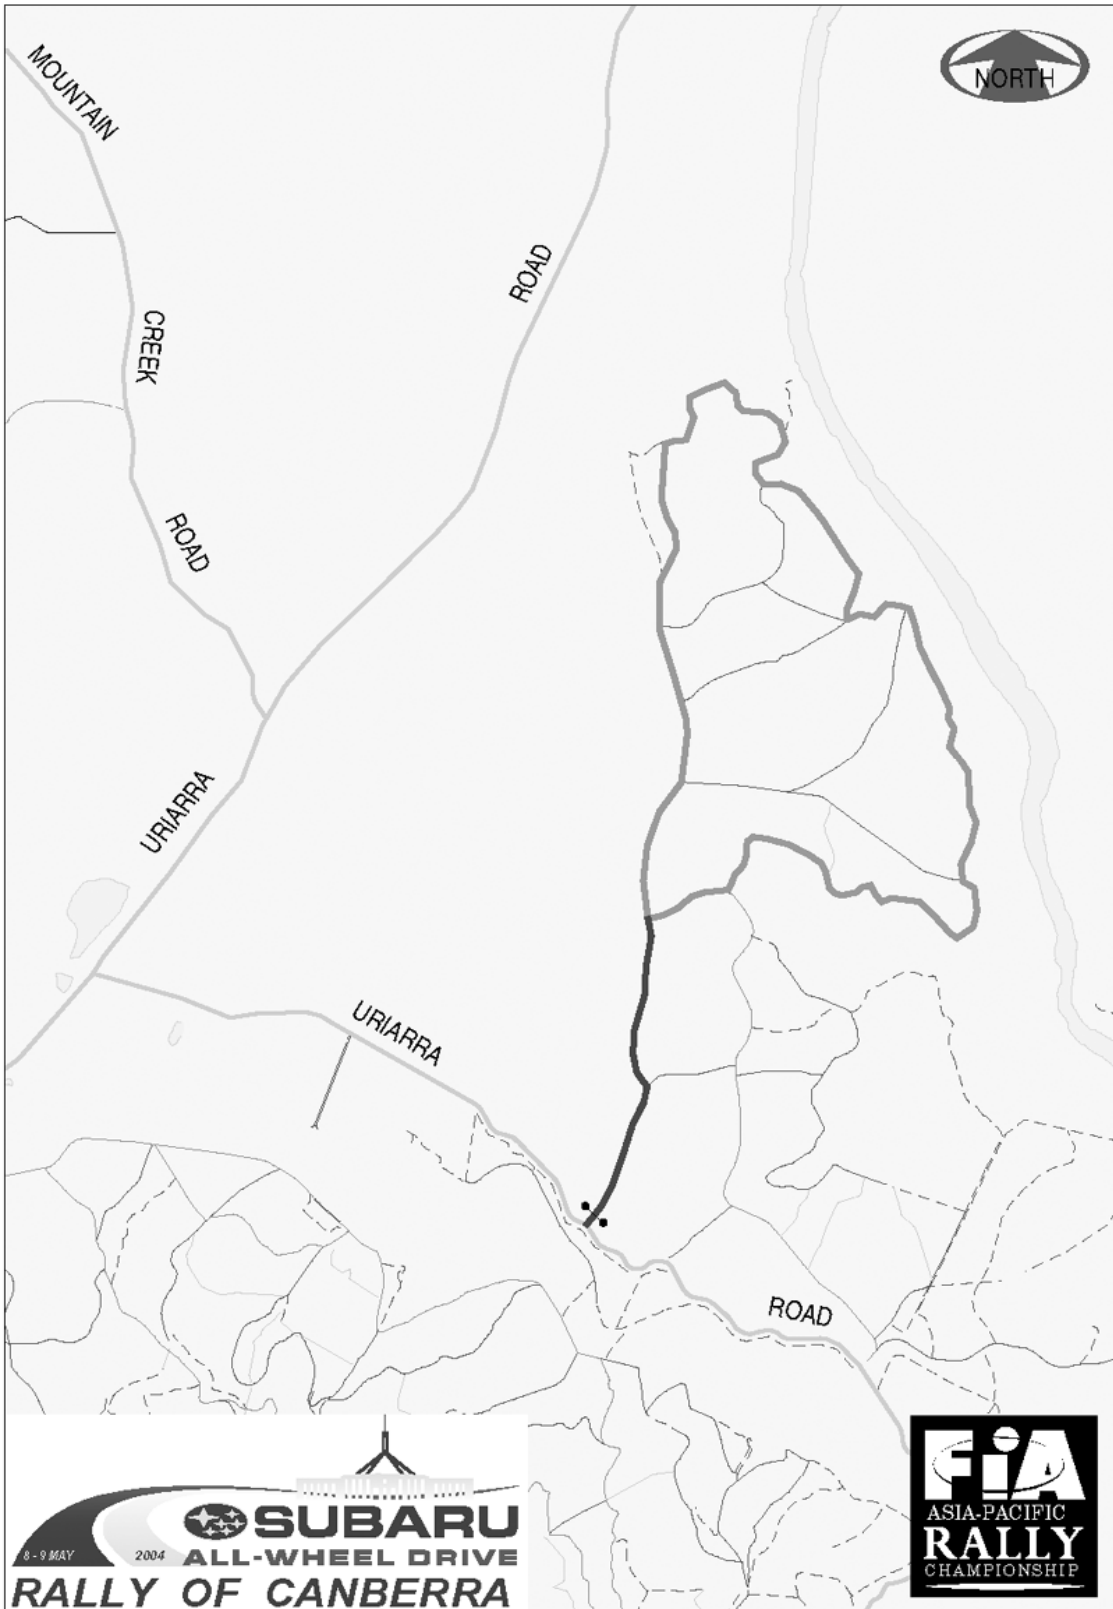 NORTH
MOUNTAIN
CREEK
ROAD
ROAD
URIARRA
URIARRA
ROAD
8 - 9 MAY
2004
SUBARU
ALL-WHEEL DRIVE
RALLY OF CANBERRA
FiA
ASIA-PACIFIC
RALLY
CHAMPIONSHIP